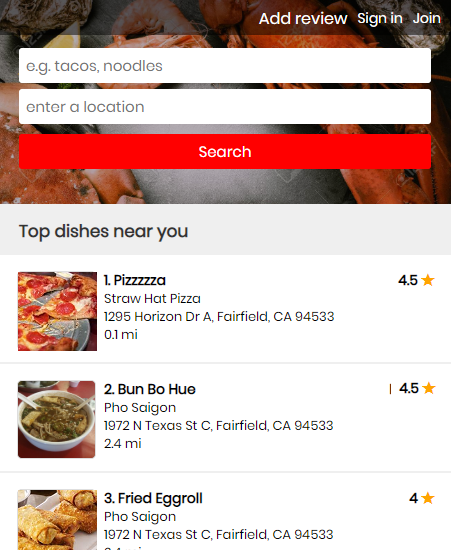 Add review Sign in Join
e.g. tacos, noodles
enter a location
Search
Top dishes near you
1. Pizzzzza 4.5 ★
Straw Hat Pizza
1295 Horizon Dr A, Fairfield, CA 94533
0.1 mi
2. Bun Bo Hue | 4.5 ★
Pho Saigon
1972 N Texas St C, Fairfield, CA 94533
2.4 mi
3. Fried Eggroll 4 ★
Pho Saigon
1972 N Texas St C, Fairfield, CA 94533